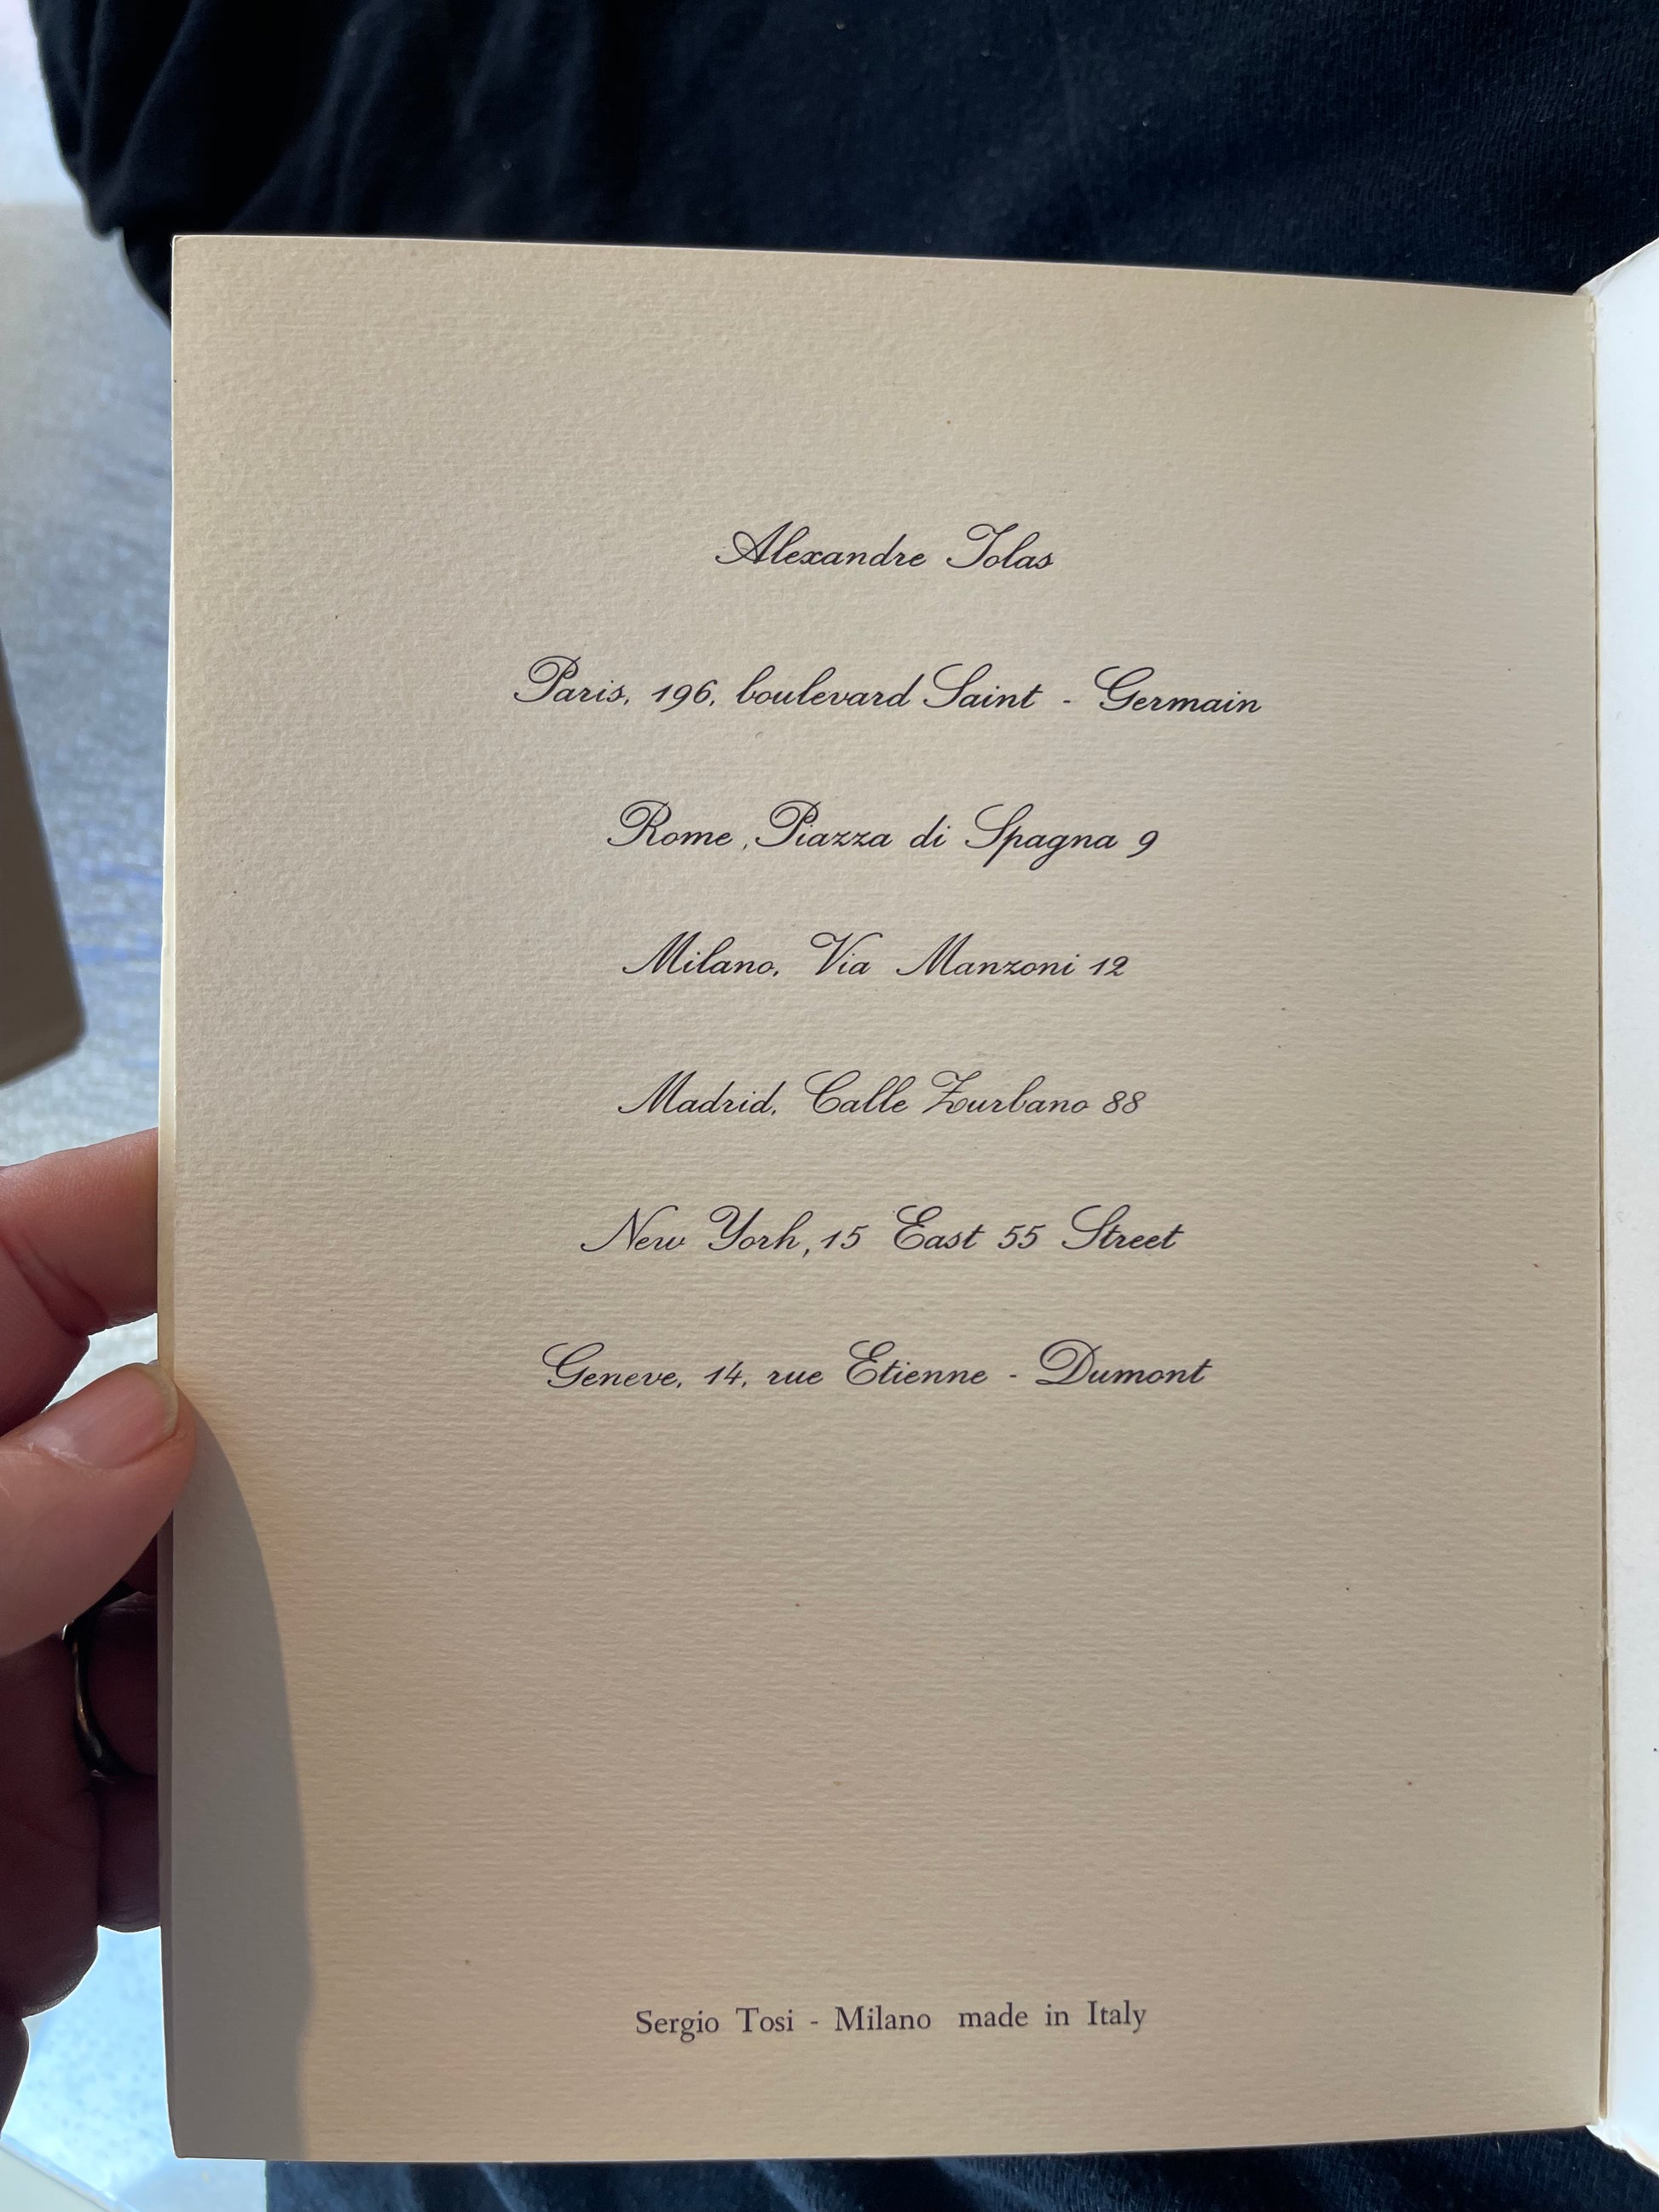 Alexandre Iolas
Paris, 196, boulevard Saint - Germain
Rome, Piazza di Spagna 9
Milano, Via Manzoni 12
Madrid, Calle Zurbano 88
New York, 15 East 55 Street
Geneve, 14, rue Etienne - Dumont
Sergio Tosi - Milano made in Italy